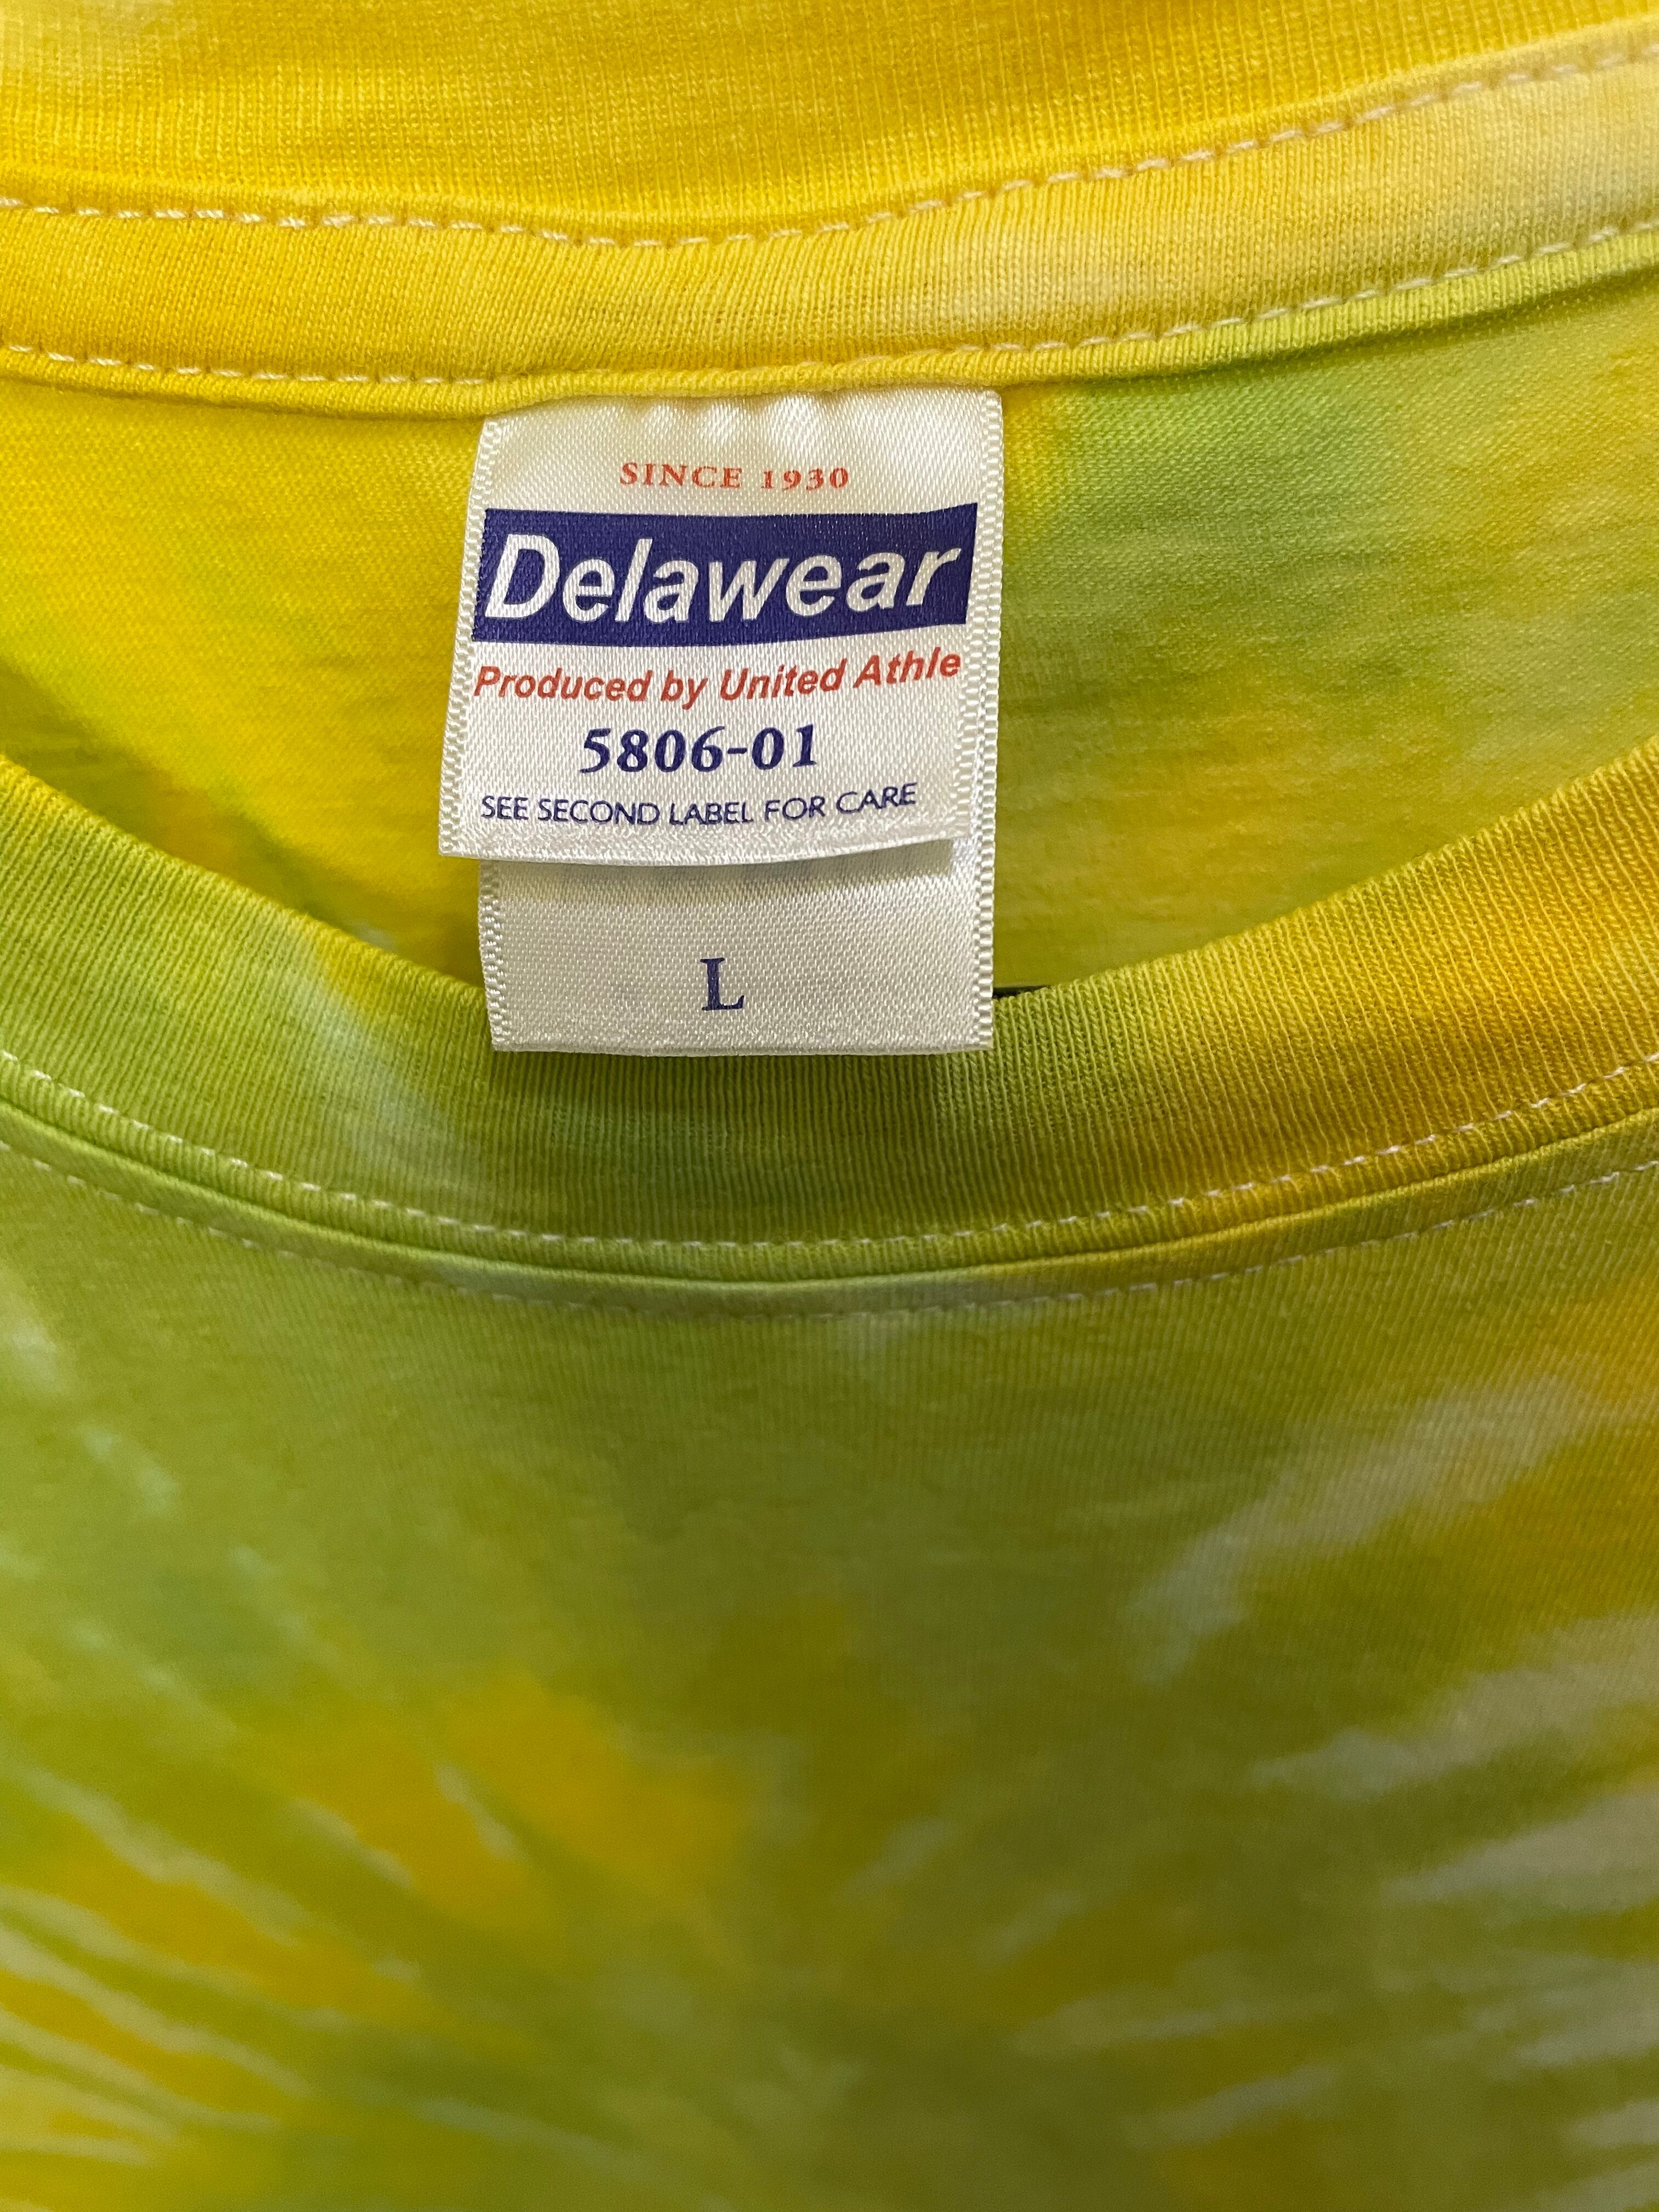 SINCE 1930
Delawear
Produced by United Athle
5806-01
SEE SECOND LABEL FOR CARE
L